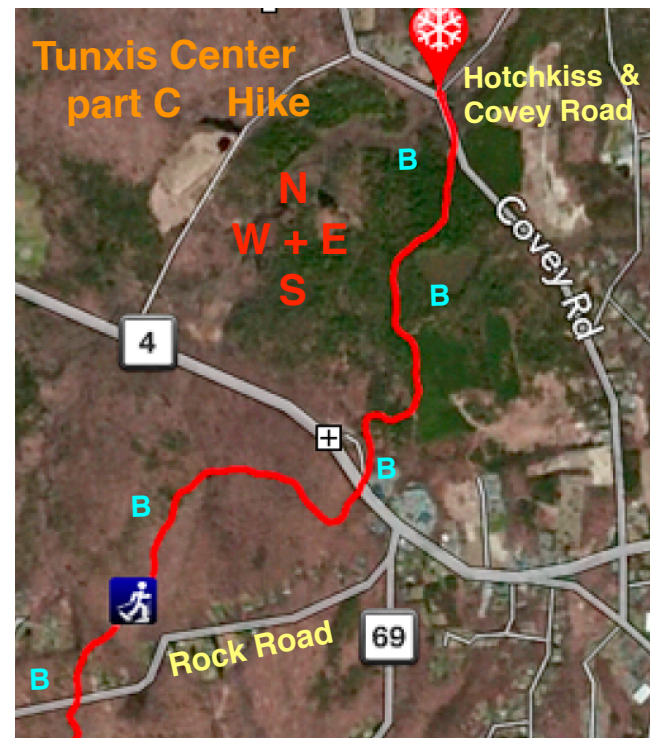 Tunxis Center
part C Hike
Hotchkiss &
Covey Road
B
N
W + E
S
Covey Rd
B
4
B
B
69
Rock Road
B